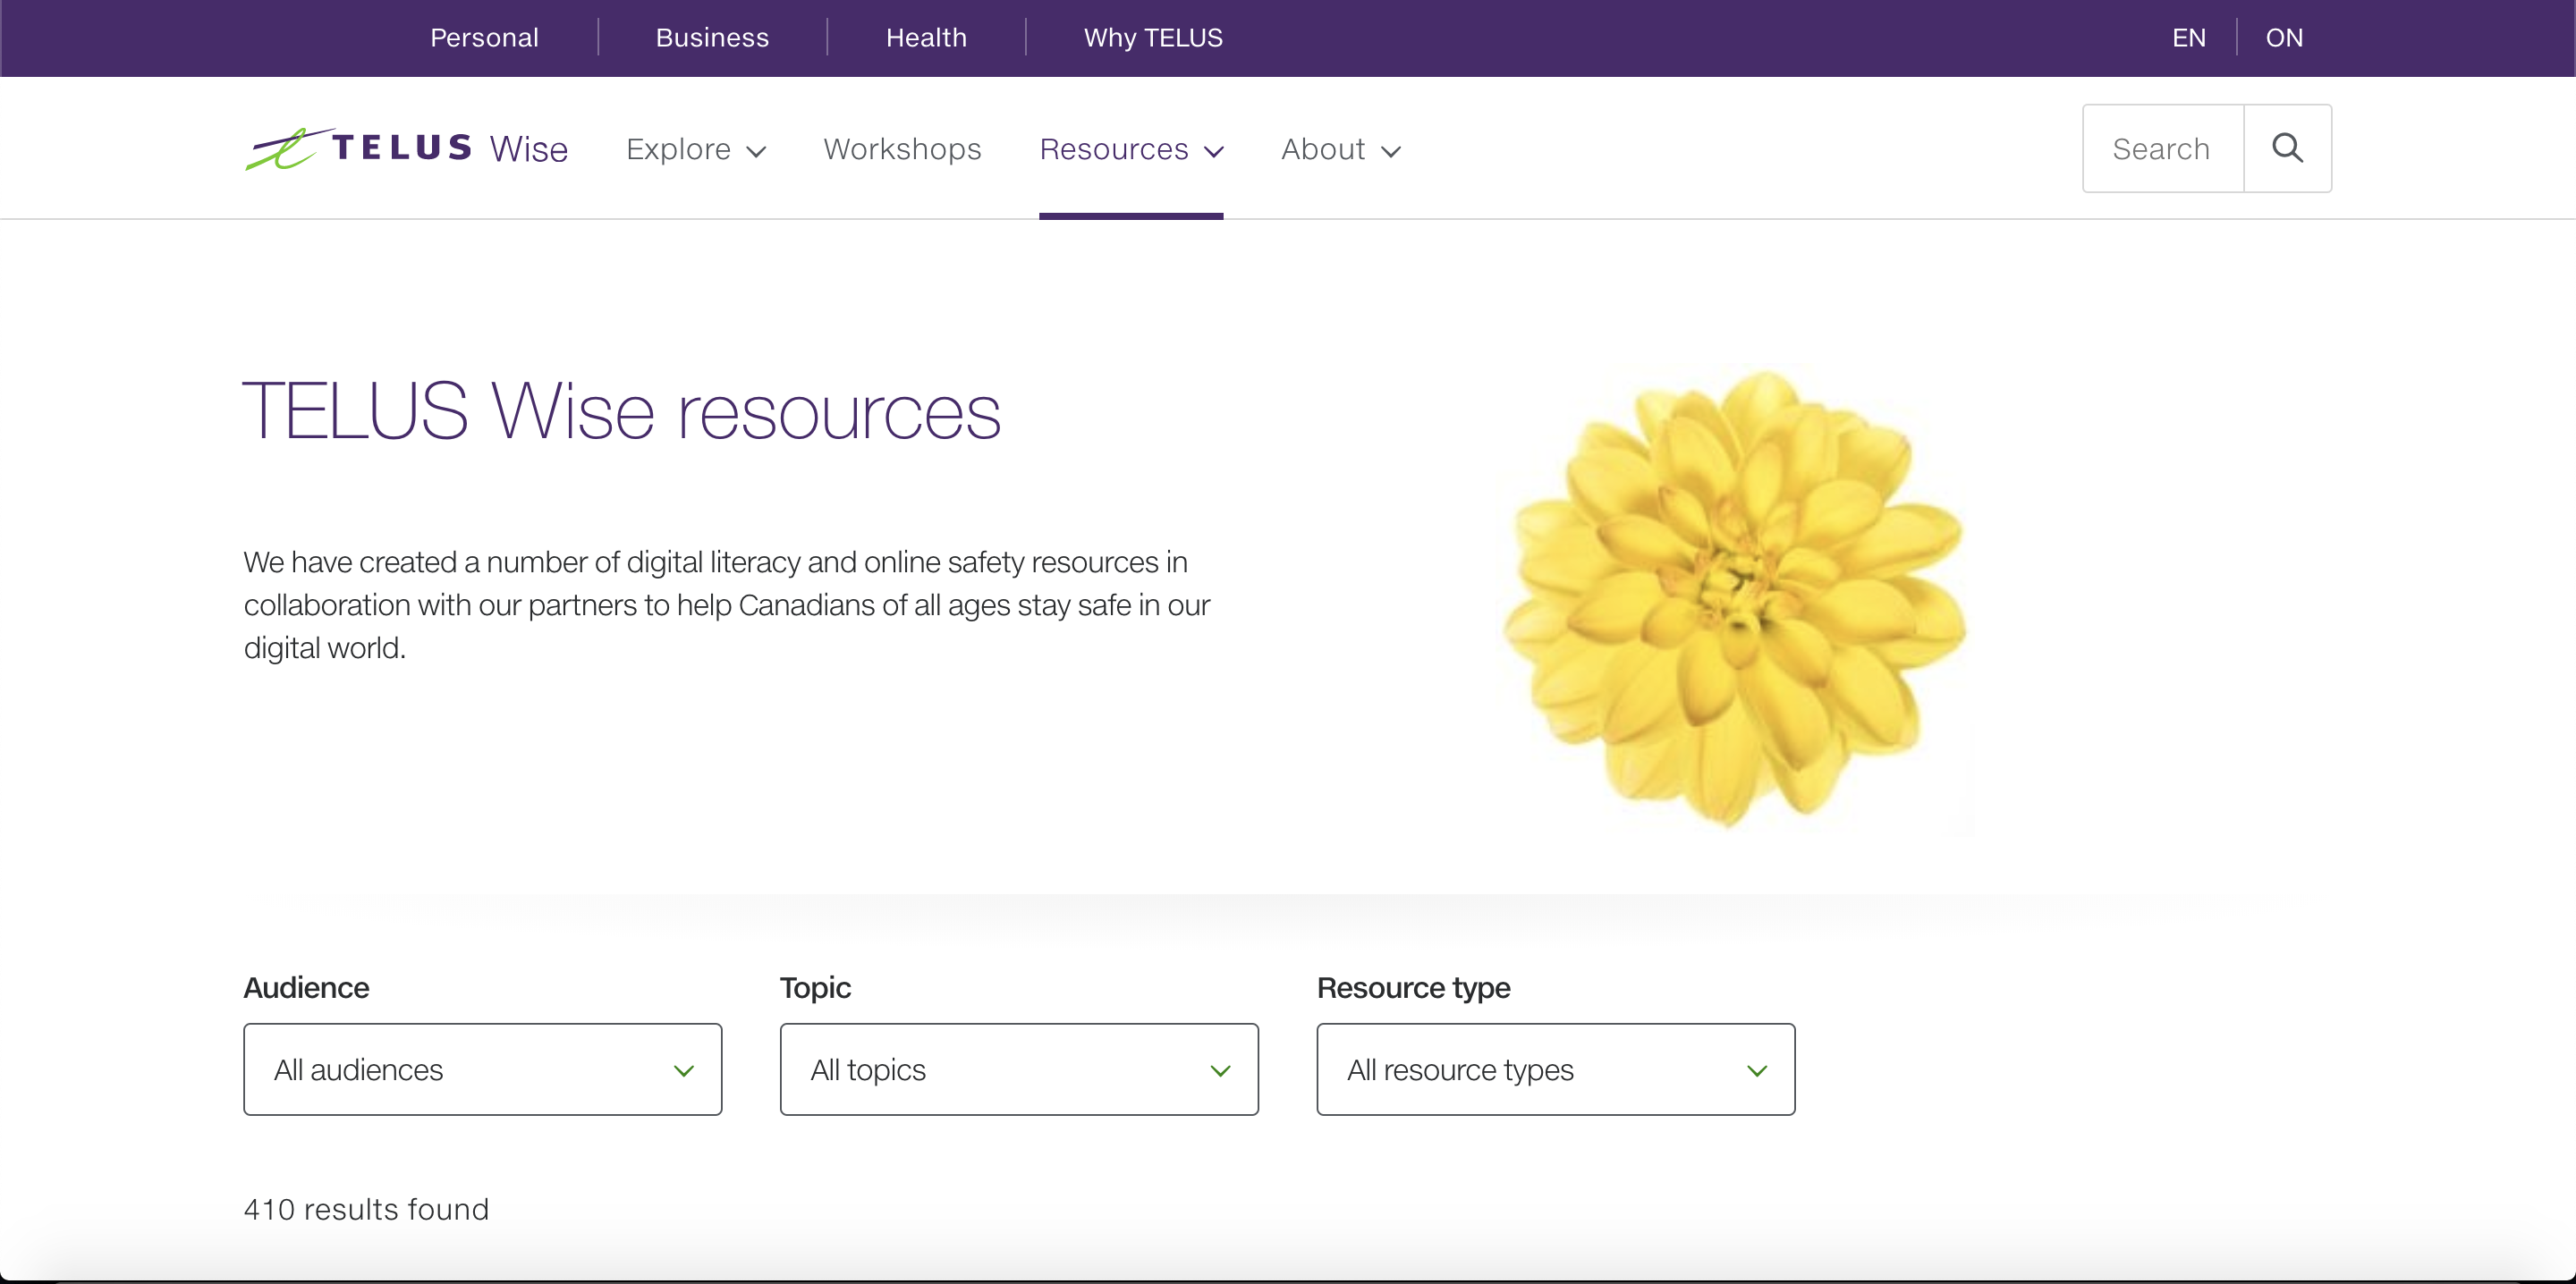 Personal
Business
Health
Why TELUS
EN
ON
TELUS Wise
Explore
Workshops
Resources
About
Search
TELUS Wise resources
We have created a number of digital literacy and online safety resources in
collaboration with our partners to help Canadians of all ages stay safe in our
digital world.
Audience
Topic
Resource type
All audiences
All topics
All resource types
410 results found